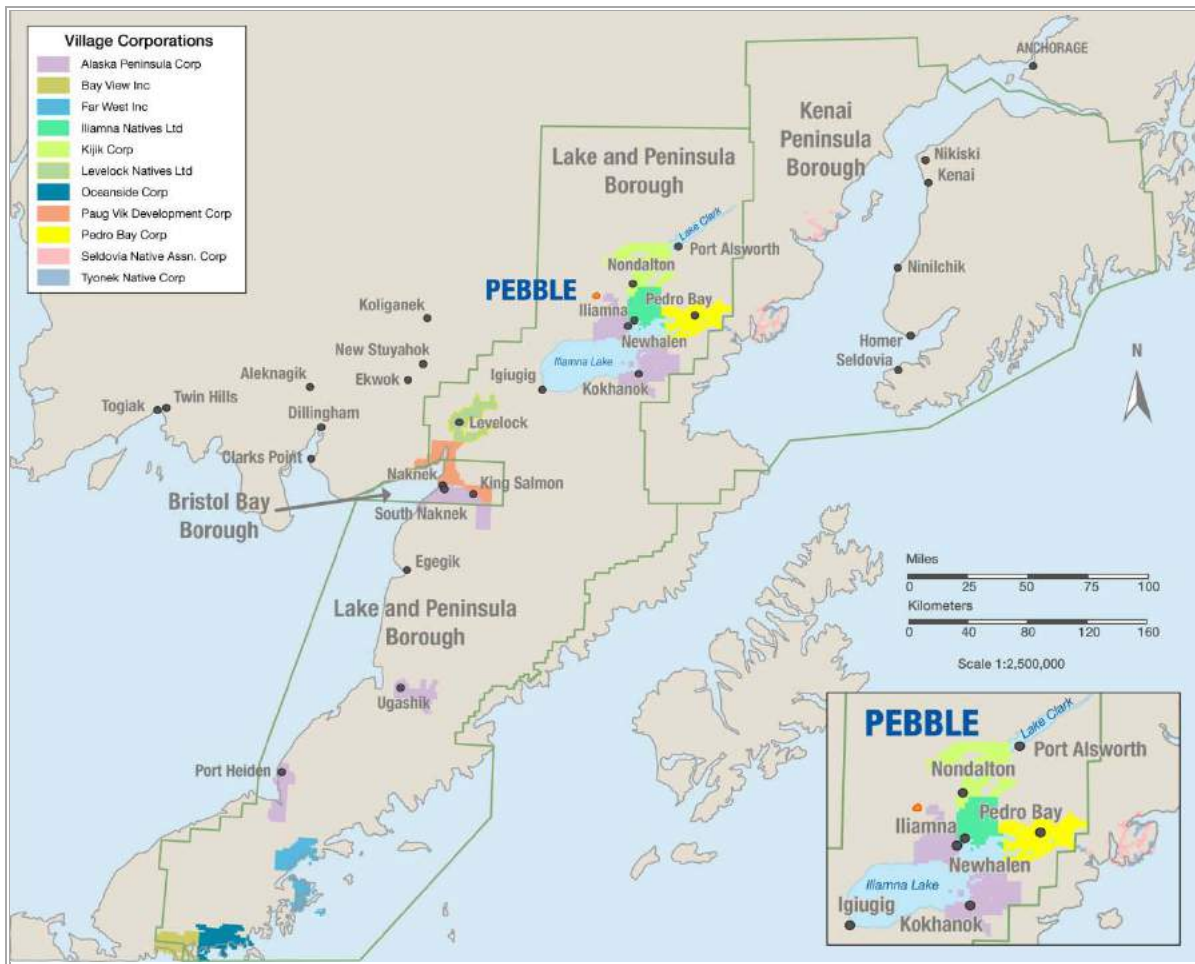 Village Corporations
Alaska Peninsula Corp
Bay View Inc
Far West Inc
Iliamna Natives Ltd
Kijik Corp
Levelock Natives Ltd
Oceanside Corp
Paug Vik Development Corp
Pedro Bay Corp
Seldovia Native Assn. Corp
Tyonek Native Corp
ANCHORAGE
Kenai
Peninsula
Borough
Lake and Peninsula
Borough
Nikiski
Kenai
Lake Clark
Port Alsworth
Nondalton
Ninilchik
PEBBLE
Pedro Bay
Iliamna
Koliganek
Newhalen
Homer
Seldovia
New Stuyahok
Iliamna Lake
Igiugig
Kokhanok
Aleknagik
Ekwok
Togiak
Twin Hills
Dillingham
Levelock
Clarks Point
Naknek
King Salmon
Bristol Bay
Borough
South Naknek
N
Egegik
Miles
0 25 50 75 100
Kilometers
0 40 80 120 160
Scale 1:2,500,000
Lake and Peninsula
Borough
Ugashik
Port Heiden
PEBBLE
Lake Clark
Port Alsworth
Nondalton
Pedro Bay
Iliamna
Newhalen
Iliamna Lake
Igiugig
Kokhanok